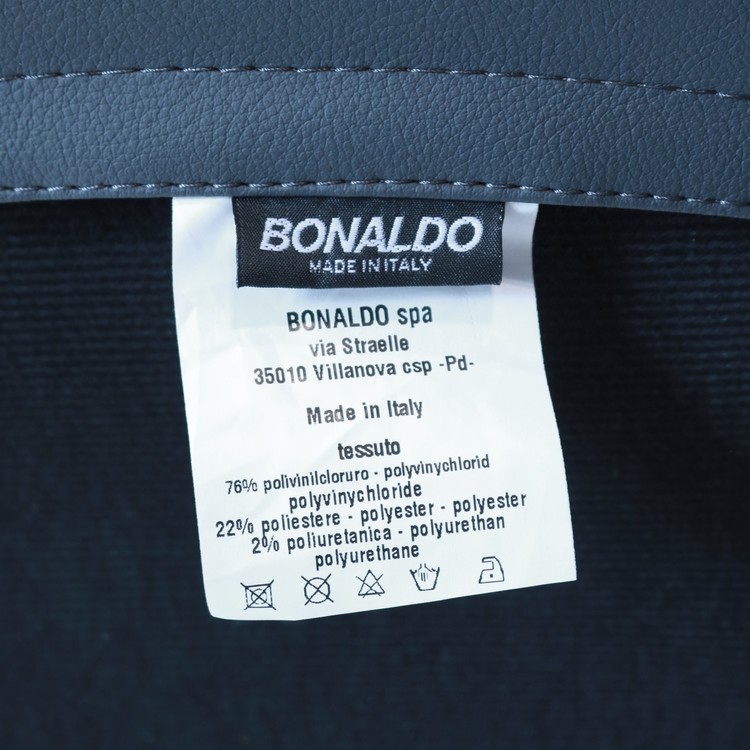 BONALDO
MADE IN ITALY
BONALDO spa
via Straelle
35010 Villanova csp -Pd-
Made in Italy
tessuto
76% polivinilcloruro - polyvinychlorid
polyvinychloride
22% poliestere - polyester - polyester
2% poliuretanica - polyurethan
polyurethane